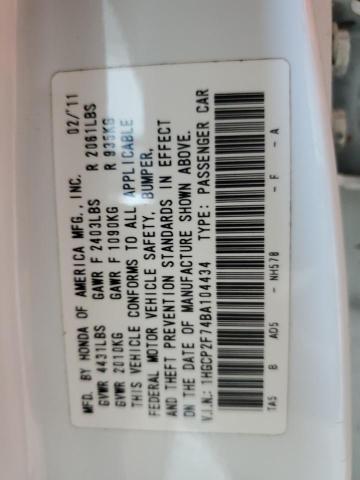 MFD. BY HONDA OF AMERICA MFG., INC. 02/'11
GVWR 4431LBS GAWR F 2403LBS R 2061LBS
GVWR 2010KG GAWR F 1090KG R 935KG
THIS VEHICLE CONFORMS TO ALL APPLICABLE
FEDERAL MOTOR VEHICLE SAFETY, BUMPER,
AND THEFT PREVENTION STANDARDS IN EFFECT
ON THE DATE OF MANUFACTURE SHOWN ABOVE.
V.I.N.: 1HGCP2F74BA104434 TYPE: PASSENGER CAR
TA5 B AD5 - NH578 - F - A